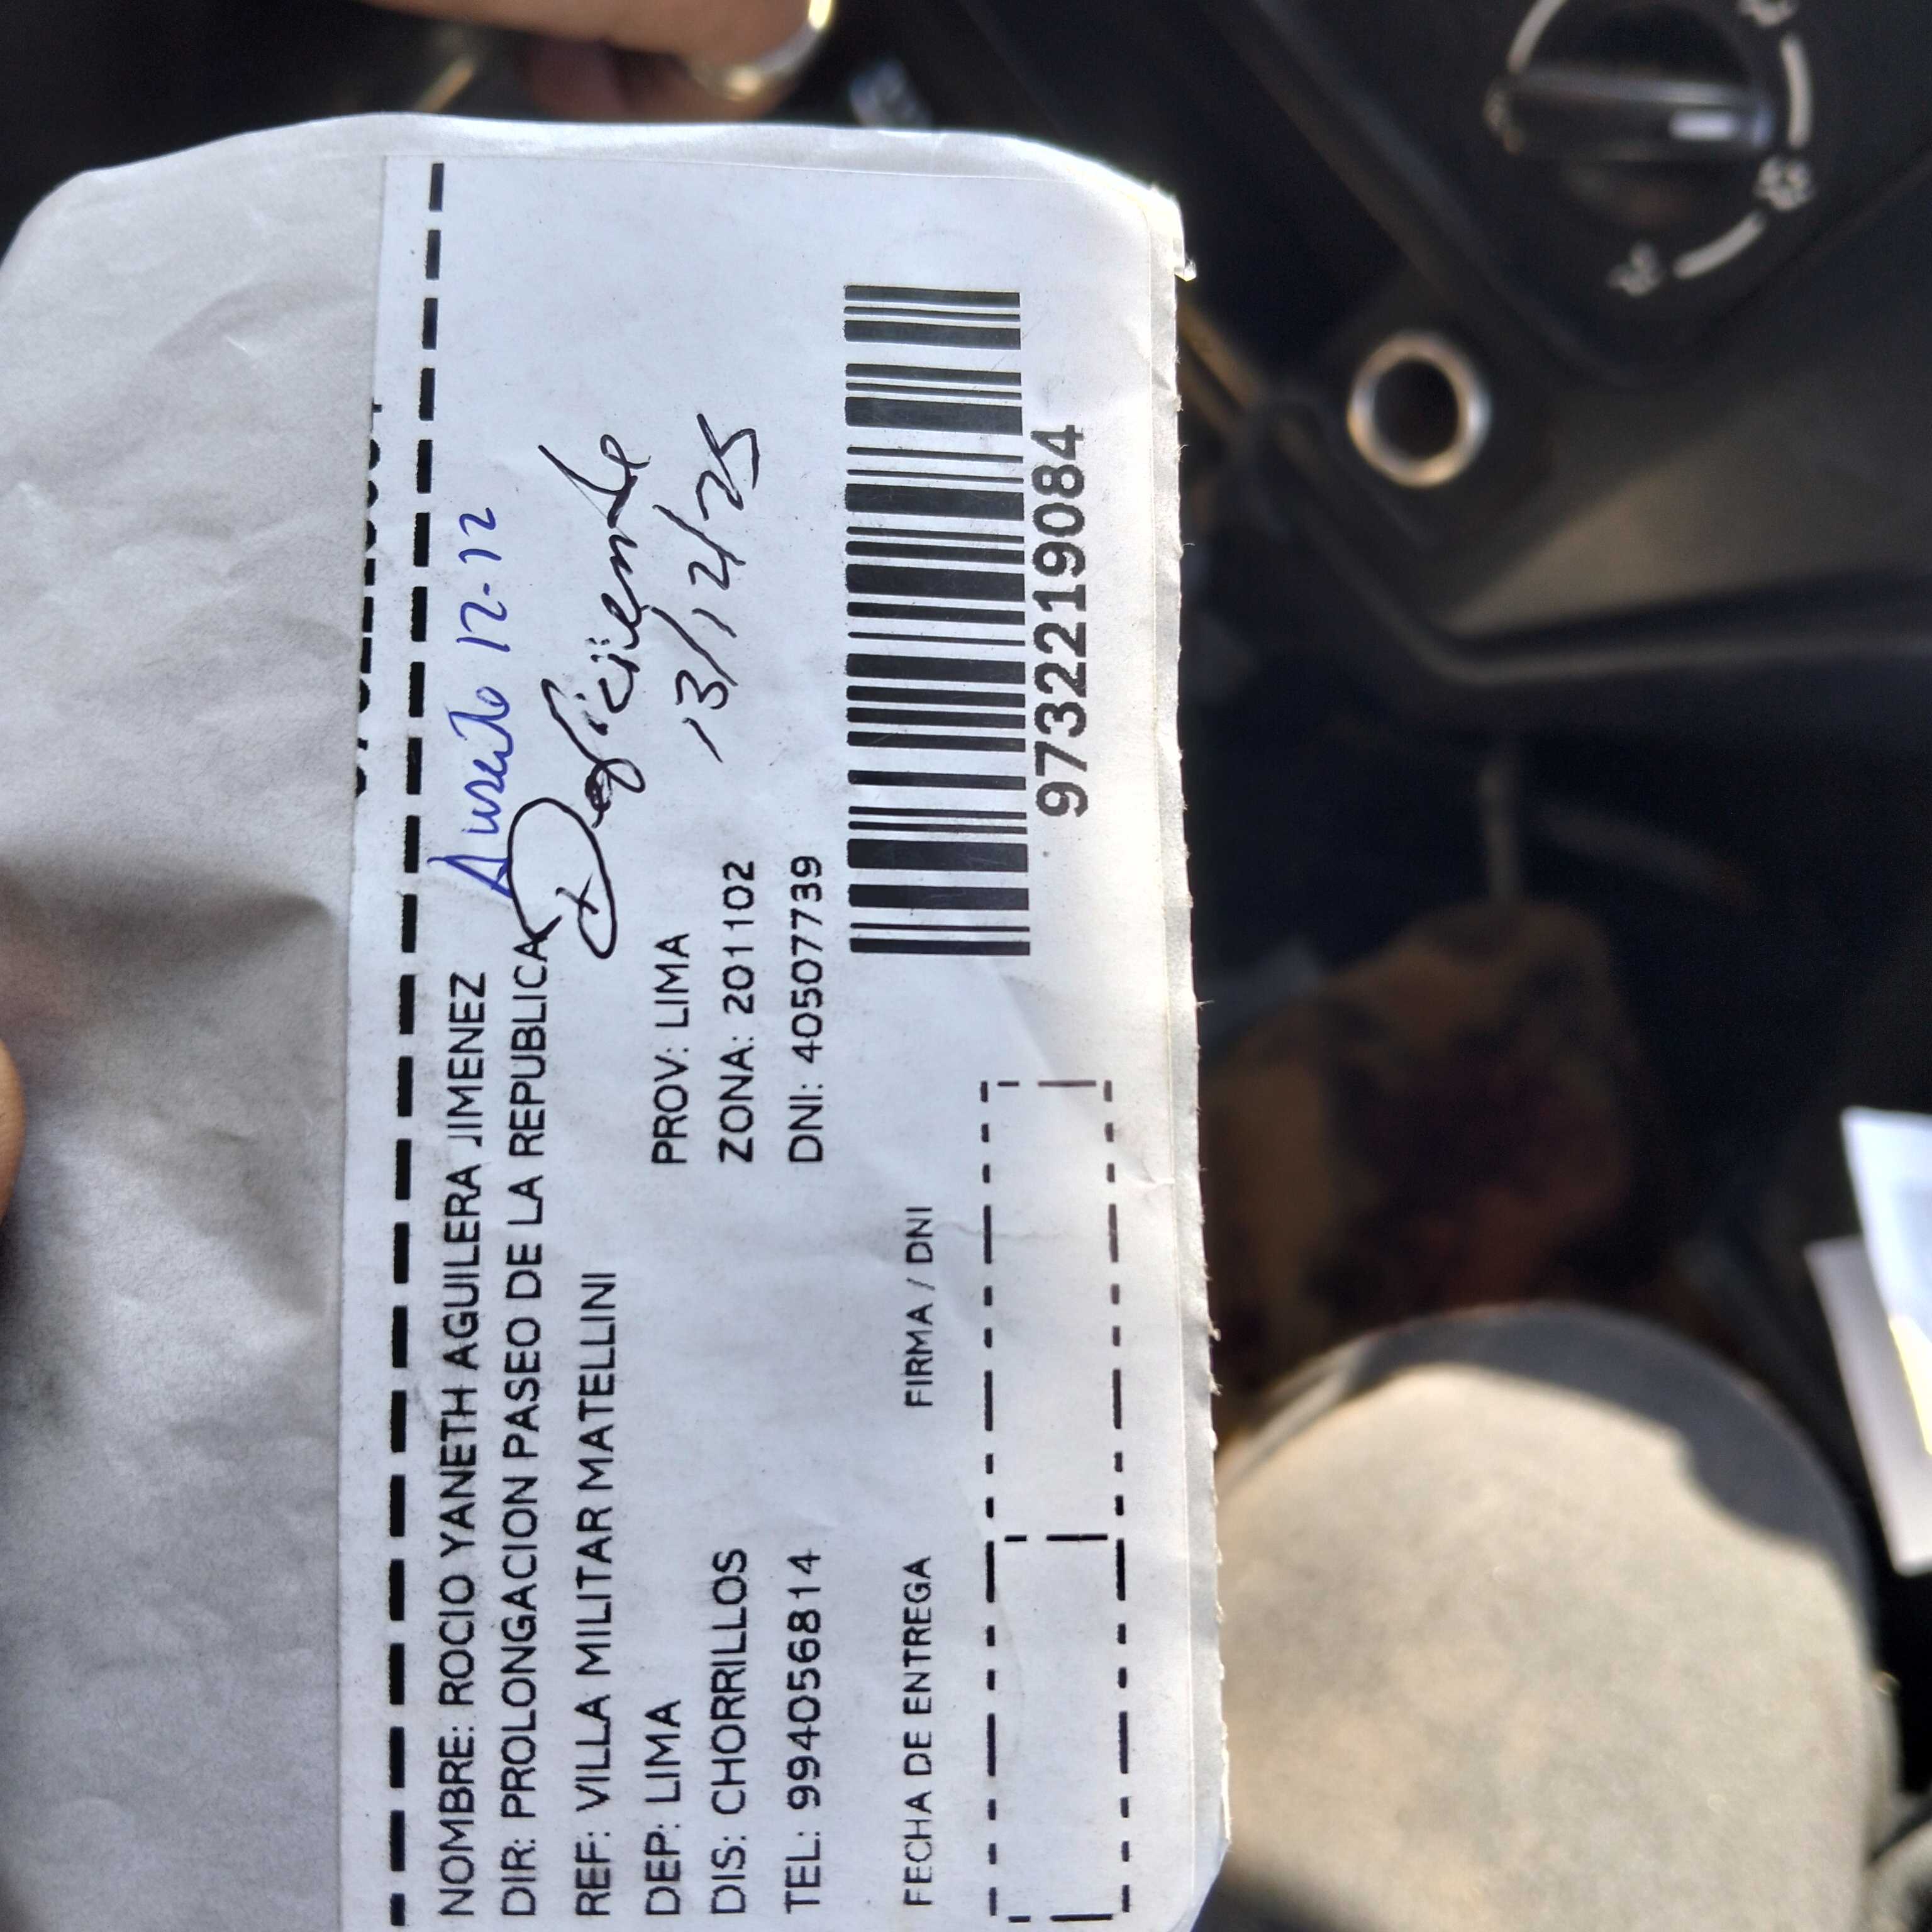 NOMBRE: ROCIO YANETH AGUILERA JIMENEZ
Ausente 12-12
DIR: PROLONGACION PASEO DE LA REPUBLICA
Deficiente
13/12/25
REF: VILLA MILITAR MATELLINI
DEP: LIMA PROV: LIMA
DIS: CHORRILLOS ZONA: 201102
TEL: 994056814 DNI: 40507739
FECHA DE ENTREGA FIRMA / DNI
9732219084